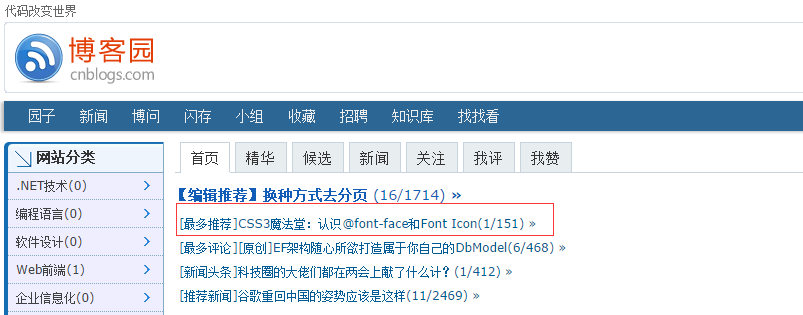 代码改变世界
博客园
cnblogs.com
园子 新闻 博问 闪存 小组 收藏 招聘 知识库 找找看
网站分类
.NET技术(0)
编程语言(0)
软件设计(0)
Web前端(1)
企业信息化(0)
首页 精华 候选 新闻 关注 我评 我赞
【编辑推荐】换种方式去分页 (16/1714) »
[最多推荐]CSS3魔法堂：认识@font-face和Font Icon(1/151) »
[最多评论][原创]EF架构随心所欲打造属于你自己的DbModel(6/468) »
[新闻头条]科技圈的大佬们都在两会上献了什么计？(1/412) »
[推荐新闻]谷歌重回中国的姿势应该是这样(11/2469) »